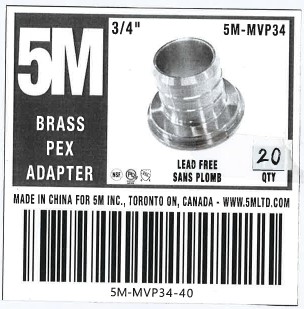 5M
BRASS
PEX
ADAPTER
3/4" 5M-MVP34
LEAD FREE
SANS PLOMB
NSF
20
QTY
MADE IN CHINA FOR 5M INC., TORONTO ON, CANADA - WWW.5MLTD.COM
5M-MVP34-40